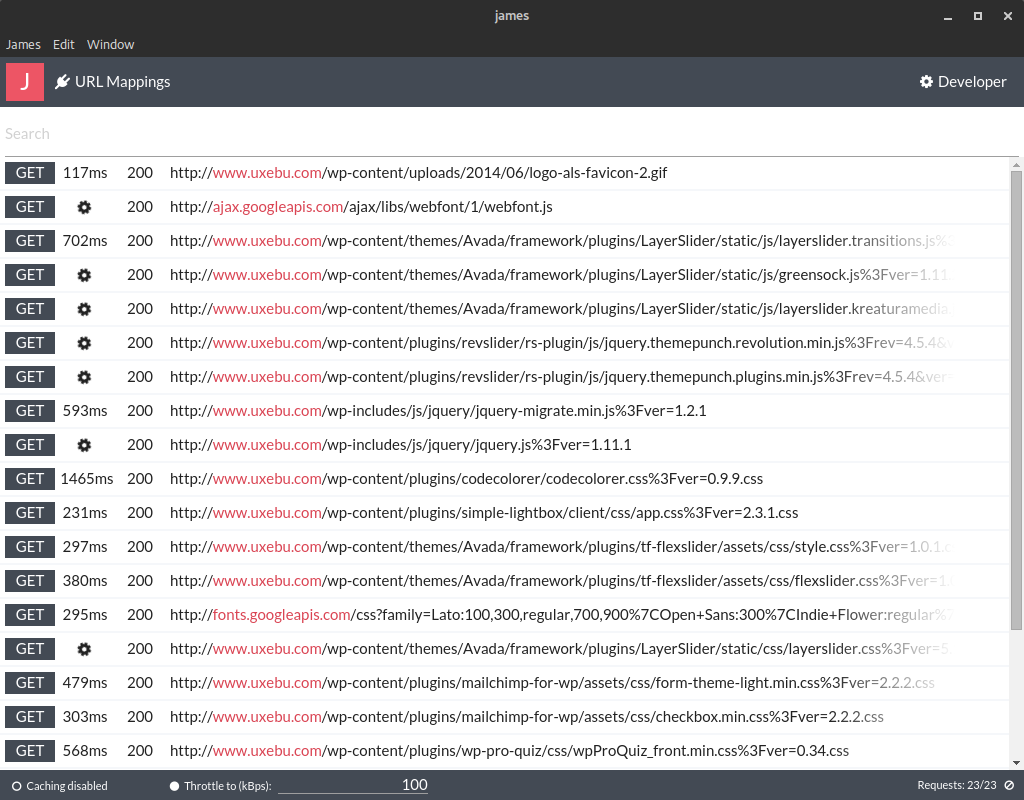 james
James Edit Window
J URL Mappings Developer
Search
GET 117ms 200 http://www.uxebu.com/wp-content/uploads/2014/06/logo-als-favicon-2.gif
GET 200 http://ajax.googleapis.com/ajax/libs/webfont/1/webfont.js
GET 702ms 200 http://www.uxebu.com/wp-content/themes/Avada/framework/plugins/LayerSlider/static/js/layerslider.transitions.js%3
GET 200 http://www.uxebu.com/wp-content/themes/Avada/framework/plugins/LayerSlider/static/js/greensock.js%3Fver=1.11.
GET 200 http://www.uxebu.com/wp-content/themes/Avada/framework/plugins/LayerSlider/static/js/layerslider.kreaturamedia
GET 200 http://www.uxebu.com/wp-content/plugins/revslider/rs-plugin/js/jquery.themepunch.revolution.min.js%3Frev=4.5.4&v
GET 200 http://www.uxebu.com/wp-content/plugins/revslider/rs-plugin/js/jquery.themepunch.plugins.min.js%3Frev=4.5.4&ver
GET 593ms 200 http://www.uxebu.com/wp-includes/js/jquery/jquery-migrate.min.js%3Fver=1.2.1
GET 200 http://www.uxebu.com/wp-includes/js/jquery/jquery.js%3Fver=1.11.1
GET 1465ms 200 http://www.uxebu.com/wp-content/plugins/codecolorer/codecolorer.css%3Fver=0.9.9.css
GET 231ms 200 http://www.uxebu.com/wp-content/plugins/simple-lightbox/client/css/app.css%3Fver=2.3.1.css
GET 297ms 200 http://www.uxebu.com/wp-content/themes/Avada/framework/plugins/tf-flexslider/assets/css/style.css%3Fver=1.0.1.c
GET 380ms 200 http://www.uxebu.com/wp-content/themes/Avada/framework/plugins/tf-flexslider/assets/css/flexslider.css%3Fver=1.
GET 295ms 200 http://fonts.googleapis.com/css?family=Lato:100,300,regular,700,900%7COpen+Sans:300%7CIndie+Flower:regular%7
GET 200 http://www.uxebu.com/wp-content/themes/Avada/framework/plugins/LayerSlider/static/css/layerslider.css%3Fver=5.
GET 479ms 200 http://www.uxebu.com/wp-content/plugins/mailchimp-for-wp/assets/css/form-theme-light.min.css%3Fver=2.2.2.css
GET 303ms 200 http://www.uxebu.com/wp-content/plugins/mailchimp-for-wp/assets/css/checkbox.min.css%3Fver=2.2.2.css
GET 568ms 200 http://www.uxebu.com/wp-content/plugins/wp-pro-quiz/css/wpProQuiz_front.min.css%3Fver=0.34.css
Caching disabled Throttle to (kBps): 100 Requests: 23/23